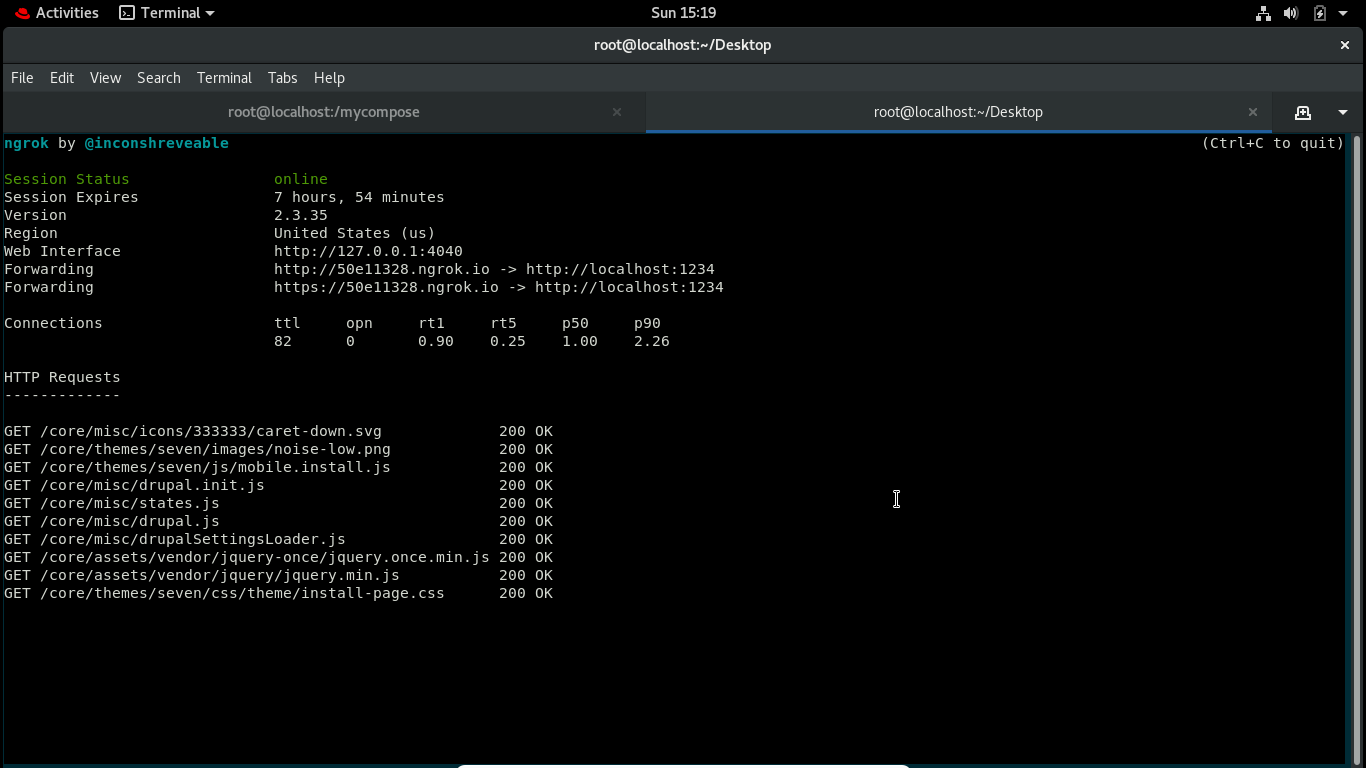 Activities Terminal Sun 15:19
root@localhost:~/Desktop
File Edit View Search Terminal Tabs Help
root@localhost:/mycompose root@localhost:~/Desktop
ngrok by @inconshreveable (Ctrl+C to quit)
Session Status online
Session Expires 7 hours, 54 minutes
Version 2.3.35
Region United States (us)
Web Interface http://127.0.0.1:4040
Forwarding http://50e11328.ngrok.io -> http://localhost:1234
Forwarding https://50e11328.ngrok.io -> http://localhost:1234
Connections ttl opn rt1 rt5 p50 p90
82 0 0.90 0.25 1.00 2.26
HTTP Requests
-------------
GET /core/misc/icons/333333/caret-down.svg 200 OK
GET /core/themes/seven/images/noise-low.png 200 OK
GET /core/themes/seven/js/mobile.install.js 200 OK
GET /core/misc/drupal.init.js 200 OK
GET /core/misc/states.js 200 OK
GET /core/misc/drupal.js 200 OK
GET /core/misc/drupalSettingsLoader.js 200 OK
GET /core/assets/vendor/jquery-once/jquery.once.min.js 200 OK
GET /core/assets/vendor/jquery/jquery.min.js 200 OK
GET /core/themes/seven/css/theme/install-page.css 200 OK